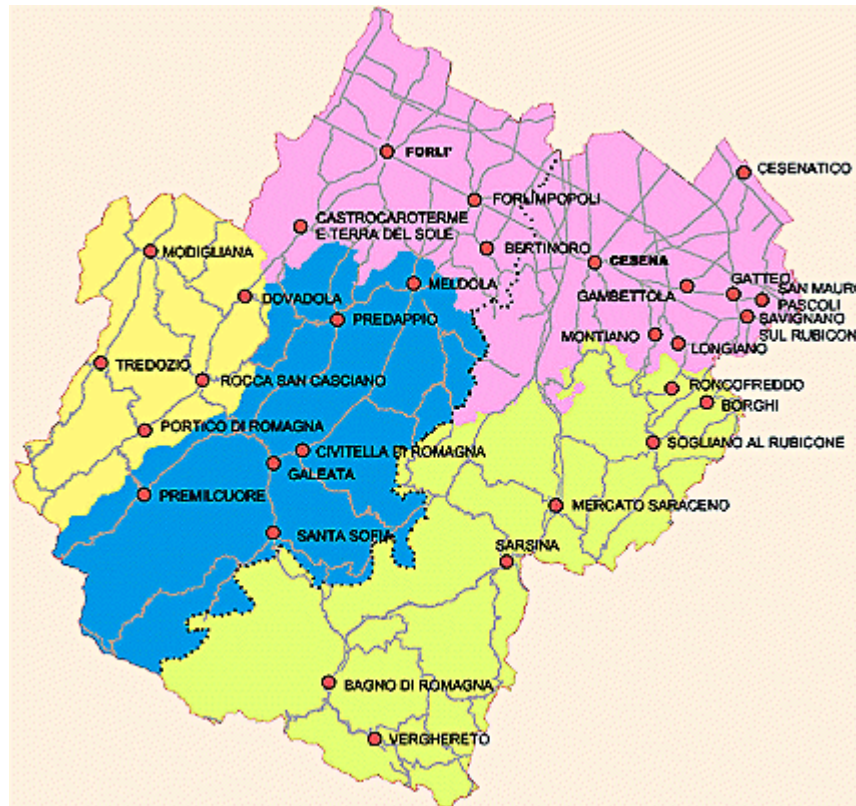 FORLI'
CESENATICO
FORLIMPOPOLI
CASTROCAROTERME
E TERRA DEL SOLE
MODIGLIANA
BERTINORO
CESENA
DOVADOLA
MELDOLA
GAMBETTOLA
GATTEO
SAN MAURO
PASCOLI
SAVIGNANO
SUL RUBICON
PREDAPPIO
MONTIANO
LONGIANO
TREDOZIO
ROCCA SAN CASCIANO
RONCOFREDDO
BORGHI
PORTICO DI ROMAGNA
SOGLIANO AL RUBICONE
CIVITELLA DI ROMAGNA
GALEATA
PREMILCUORE
MERCATO SARACENO
SANTA SOFIA
SARSINA
BAGNO DI ROMAGNA
VERGHERETO